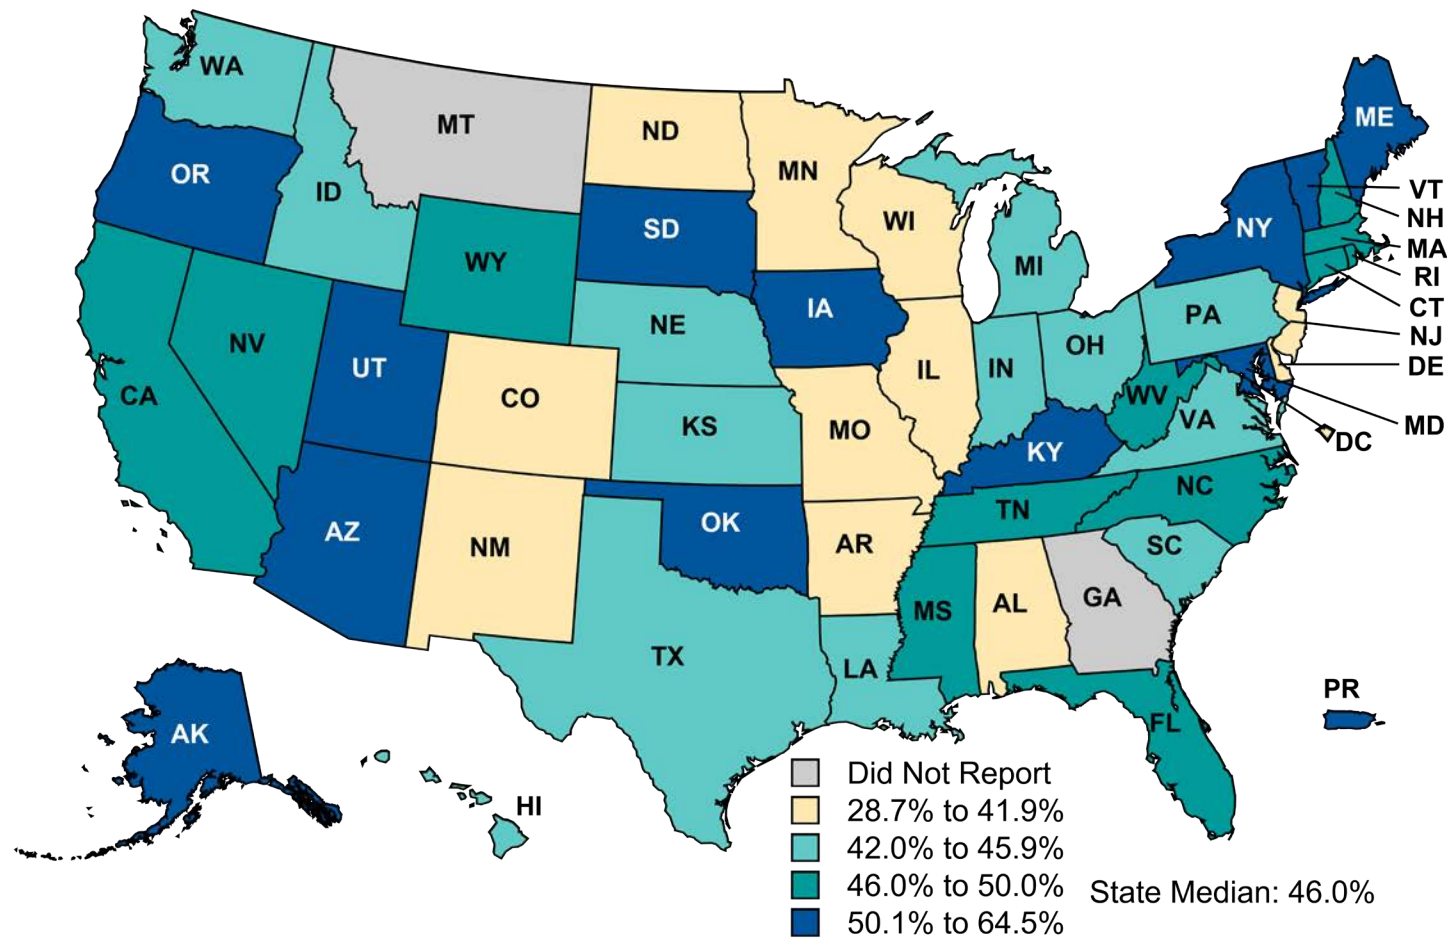 WA
MT
ND
MN
ME
OR
ID
SD
WI
NY
VT
NH
MA
RI
CT
NJ
DE
MD
DC
WY
MI
IA
NE
PA
NV
UT
CO
IL
IN
OH
CA
KS
MO
WV
VA
KY
AZ
NM
OK
AR
TN
NC
SC
MS
AL
GA
TX
LA
FL
PR
AK
HI
Did Not Report
28.7% to 41.9%
42.0% to 45.9%
46.0% to 50.0%
50.1% to 64.5%
State Median: 46.0%